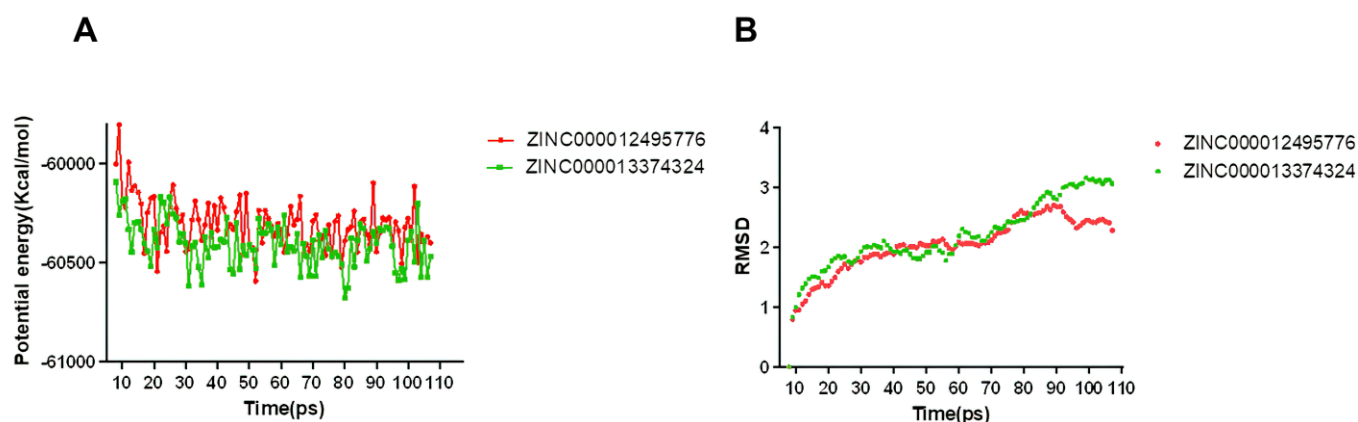 A
Potential energy(Kcal/mol)
-60000
-60500
-61000
10 20 30 40 50 60 70 80 90 100 110
Time(ps)
ZINC000012495776
ZINC000013374324
B
RMSD
4
3
2
1
0
10 20 30 40 50 60 70 80 90 100 110
Time(ps)
ZINC000012495776
ZINC000013374324